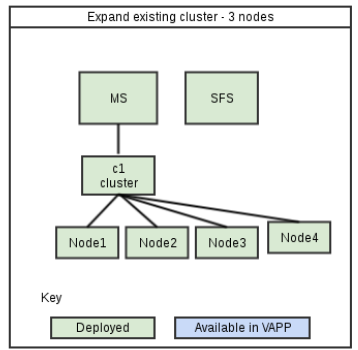 Expand existing cluster - 3 nodes
MS
SFS
c1
cluster
Node1
Node2
Node3
Node4
Key
Deployed
Available in VAPP